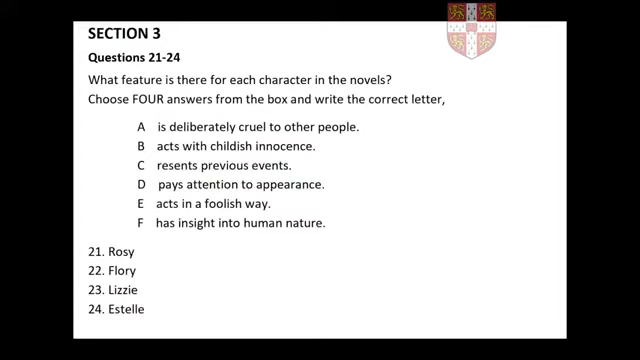 SECTION 3
Questions 21-24
What feature is there for each character in the novels?
Choose FOUR answers from the box and write the correct letter,
A is deliberately cruel to other people.
B acts with childish innocence.
C resents previous events.
D pays attention to appearance.
E acts in a foolish way.
F has insight into human nature.
21. Rosy
22. Flory
23. Lizzie
24. Estelle